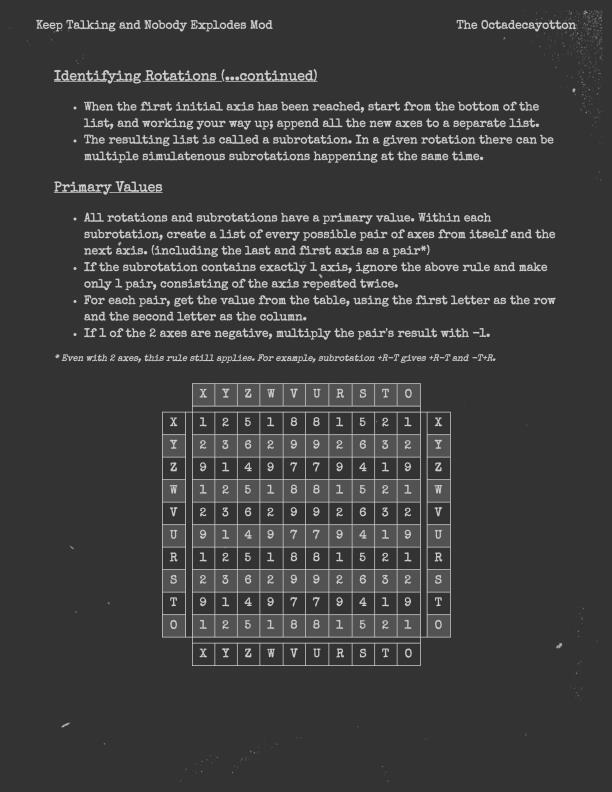 Keep Talking and Nobody Explodes Mod The Octadecayotton
Identifying Rotations (...continued)
• When the first initial axis has been reached, start from the bottom of the
list, and working your way up; append all the new axes to a separate list.
• The resulting list is called a subrotation. In a given rotation there can be
multiple simulatenous subrotations happening at the same time.
Primary Values
• All rotations and subrotations have a primary value. Within each
subrotation, create a list of every possible pair of axes from itself and the
next axis. (including the last and first axis as a pair*)
• If the subrotation contains exactly 1 axis, ignore the above rule and make
only 1 pair, consisting of the axis repeated twice.
• For each pair, get the value from the table, using the first letter as the row
and the second letter as the column.
• If 1 of the 2 axes are negative, multiply the pair's result with -1.
* Even with 2 axes, this rule still applies. For example, subrotation +R-T gives +R-T and -T+R.
X Y Z W V U R S T O
X 1 2 5 1 8 8 1 5 2 1 X
Y 2 3 6 2 9 9 2 6 3 2 Y
Z 9 1 4 9 7 7 9 4 1 9 Z
W 1 2 5 1 8 8 1 5 2 1 W
V 2 3 6 2 9 9 2 6 3 2 V
U 9 1 4 9 7 7 9 4 1 9 U
R 1 2 5 1 8 8 1 5 2 1 R
S 2 3 6 2 9 9 2 6 3 2 S
T 9 1 4 9 7 7 9 4 1 9 T
O 1 2 5 1 8 8 1 5 2 1 O
X Y Z W V U R S T O